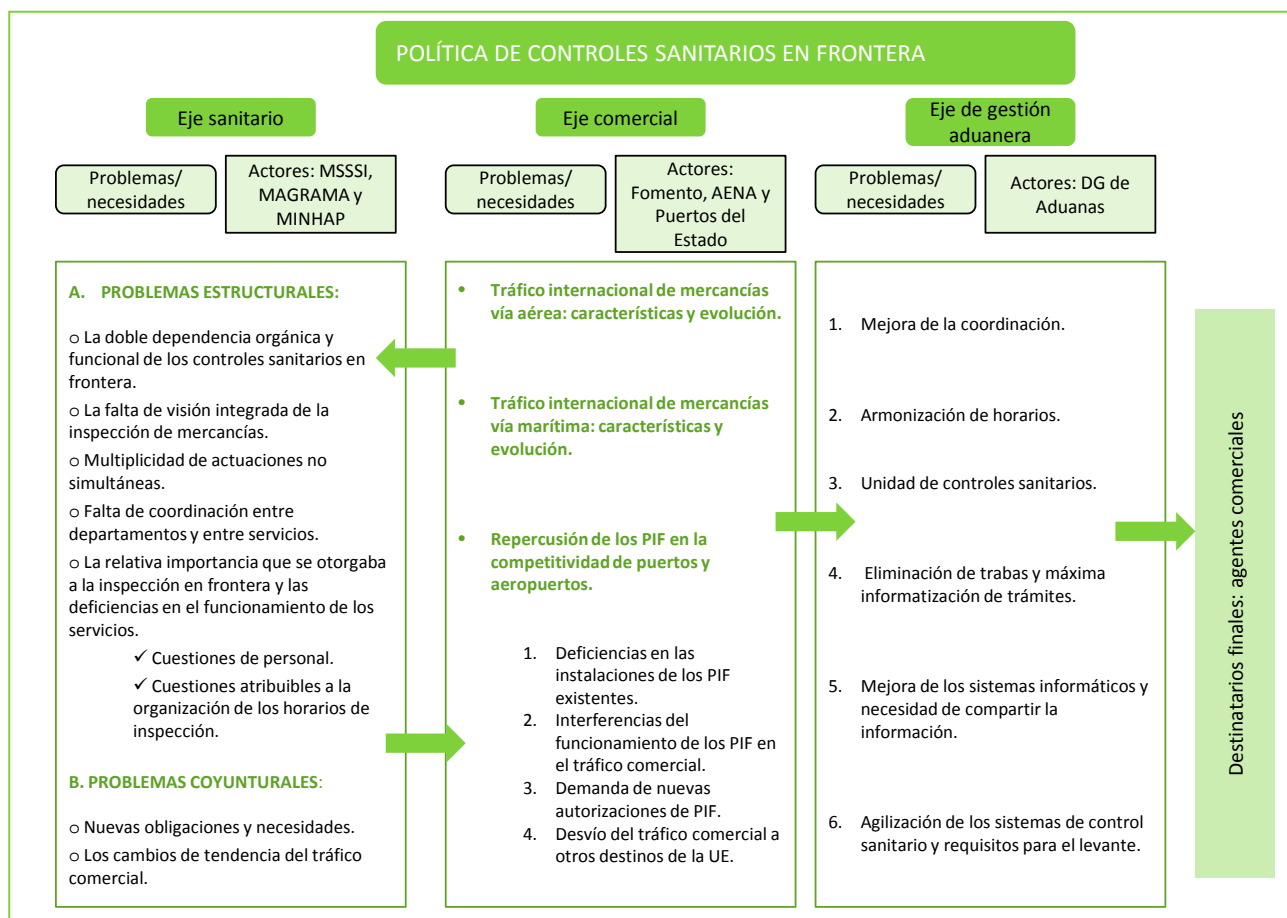 POLÍTICA DE CONTROLES SANITARIOS EN FRONTERA
Eje sanitario
Problemas/
necesidades
Actores: MSSSI,
MAGRAMA y
MINHAP
A. PROBLEMAS ESTRUCTURALES:
o La doble dependencia orgánica y
funcional de los controles sanitarios en
frontera.
o La falta de visión integrada de la
inspección de mercancías.
o Multiplicidad de actuaciones no
simultáneas.
o Falta de coordinación entre
departamentos y entre servicios.
o La relativa importancia que se otorgaba
a la inspección en frontera y las
deficiencias en el funcionamiento de los
servicios.
✓ Cuestiones de personal.
✓ Cuestiones atribuibles a la
organización de los horarios de
inspección.
B. PROBLEMAS COYUNTURALES:
o Nuevas obligaciones y necesidades.
o Los cambios de tendencia del tráfico
comercial.
Eje comercial
Problemas/
necesidades
Actores:
Fomento, AENA y
Puertos del
Estado
• Tráfico internacional de mercancías
vía aérea: características y evolución.
• Tráfico internacional de mercancías
vía marítima: características y
evolución.
• Repercusión de los PIF en la
competitividad de puertos y
aeropuertos.
1. Deficiencias en las
instalaciones de los PIF
existentes.
2. Interferencias del
funcionamiento de los PIF en
el tráfico comercial.
3. Demanda de nuevas
autorizaciones de PIF.
4. Desvío del tráfico comercial a
otros destinos de la UE.
Eje de gestión
aduanera
Problemas/
necesidades
Actores: DG de
Aduanas
1. Mejora de la coordinación.
2. Armonización de horarios.
3. Unidad de controles sanitarios.
4. Eliminación de trabas y máxima
informatización de trámites.
5. Mejora de los sistemas informáticos y
necesidad de compartir la
información.
6. Agilización de los sistemas de control
sanitario y requisitos para el levante.
Destinatarios finales: agentes comerciales